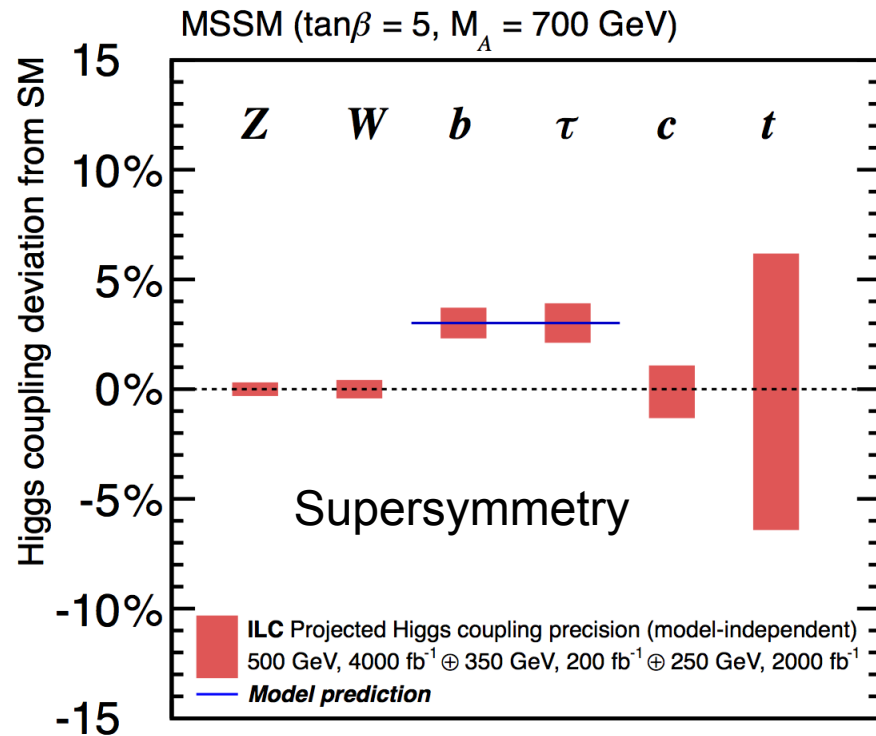 MSSM (tanβ = 5, M_A = 700 GeV)
Higgs coupling deviation from SM
15
10%
5%
0%
-5%
-10%
-15
Z W b τ c t
Supersymmetry
ILC Projected Higgs coupling precision (model-independent)
500 GeV, 4000 fb⁻¹ ⊕ 350 GeV, 200 fb⁻¹ ⊕ 250 GeV, 2000 fb⁻¹
Model prediction